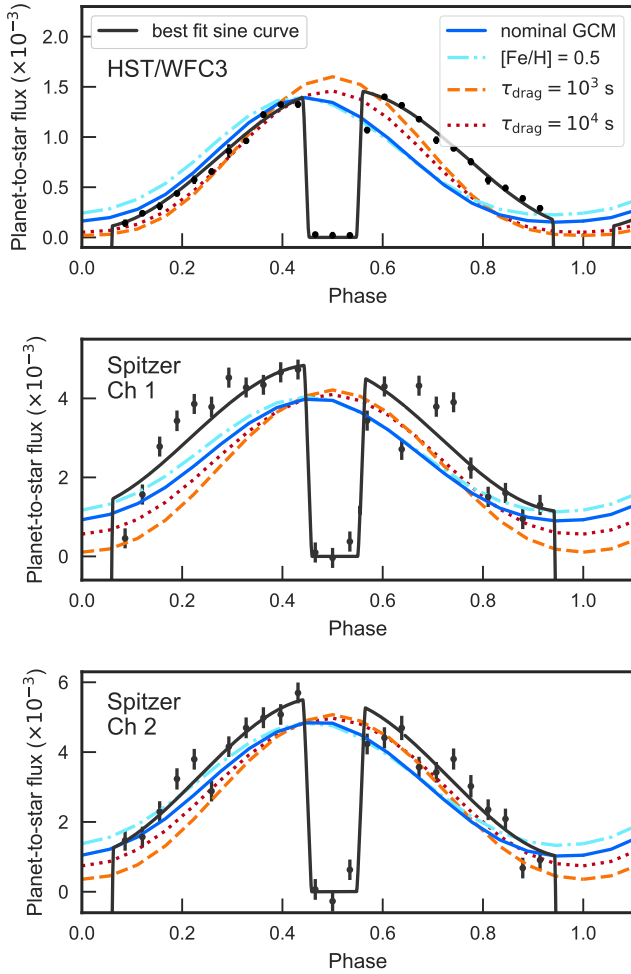 best fit sine curve
HST/WFC3
nominal GCM
[Fe/H] = 0.5
τdrag = 10³ s
τdrag = 10⁴ s
Planet-to-star flux (×10⁻³)
2.0
1.5
1.0
0.5
0.0
0.0 0.2 0.4 0.6 0.8 1.0
Phase
Spitzer
Ch 1
Planet-to-star flux (×10⁻³)
4
2
0
0.0 0.2 0.4 0.6 0.8 1.0
Phase
Spitzer
Ch 2
Planet-to-star flux (×10⁻³)
6
4
2
0
0.0 0.2 0.4 0.6 0.8 1.0
Phase